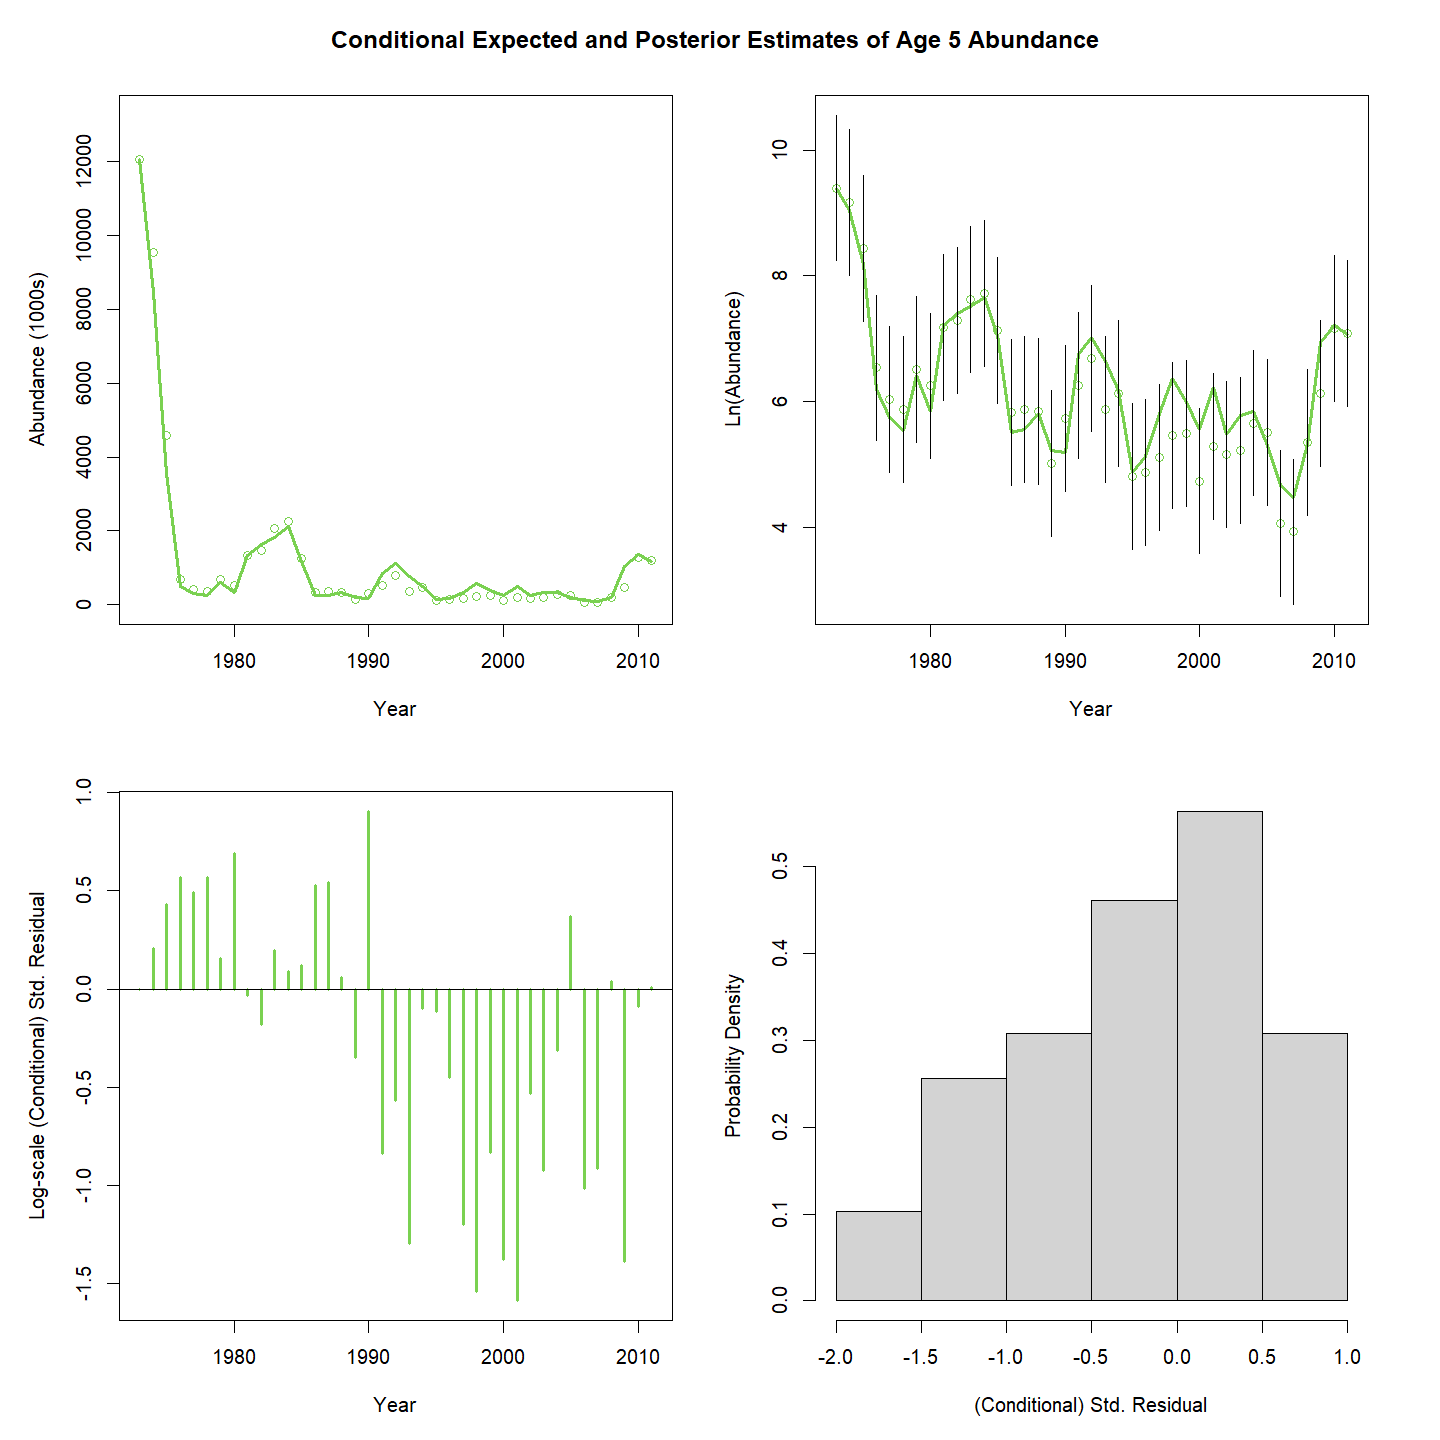 Conditional Expected and Posterior Estimates of Age 5 Abundance
Abundance (1000s)
12000
10000
8000
6000
4000
2000
0
1980 1990 2000 2010
Year
Ln(Abundance)
10
8
6
4
1980 1990 2000 2010
Year
Log-scale (Conditional) Std. Residual
1.0
0.5
0.0
-0.5
-1.0
-1.5
1980 1990 2000 2010
Year
Probability Density
0.5
0.4
0.3
0.2
0.1
0.0
-2.0 -1.5 -1.0 -0.5 0.0 0.5 1.0
(Conditional) Std. Residual